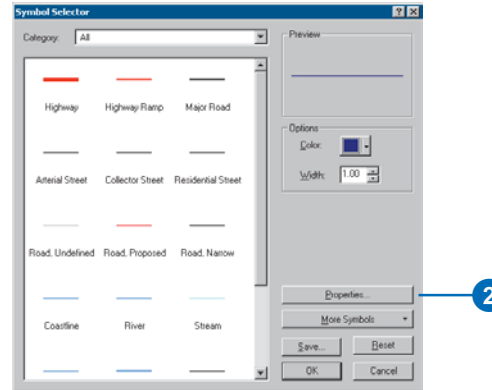 Symbol Selector
Category: All
Preview
Highway Highway Ramp Major Road
Options
Color:
Width: 1.00
Arterial Street Collector Street Residential Street
Road, Undefined Road, Proposed Road, Narrow
Properties...
2
More Symbols
Coastline River Stream
Save... Reset
OK Cancel